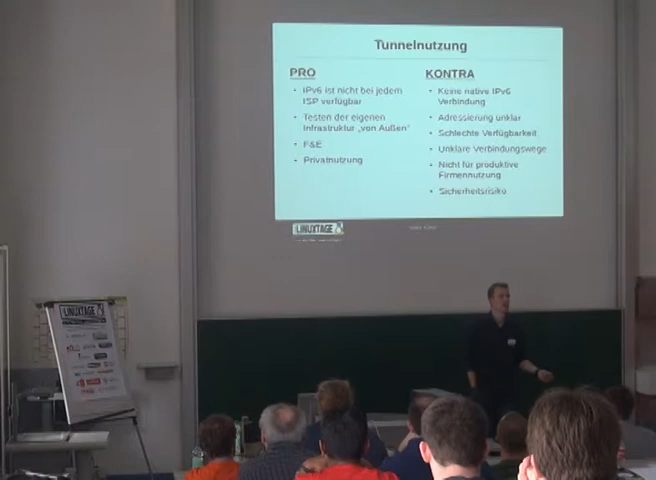 Tunnelnutzung
PRO
• IPv6 ist nicht bei jedem
ISP verfügbar
• Testen der eigenen
Infrastruktur „von Außen“
• F&E
• Privatnutzung
KONTRA
• Keine native IPv6
Verbindung
• Adressierung unklar
• Schlechte Verfügbarkeit
• Unklare Verbindungswege
• Nicht für produktive
Firmennutzung
• Sicherheitsrisiko
LINUXTAGE
LINUXTAGE